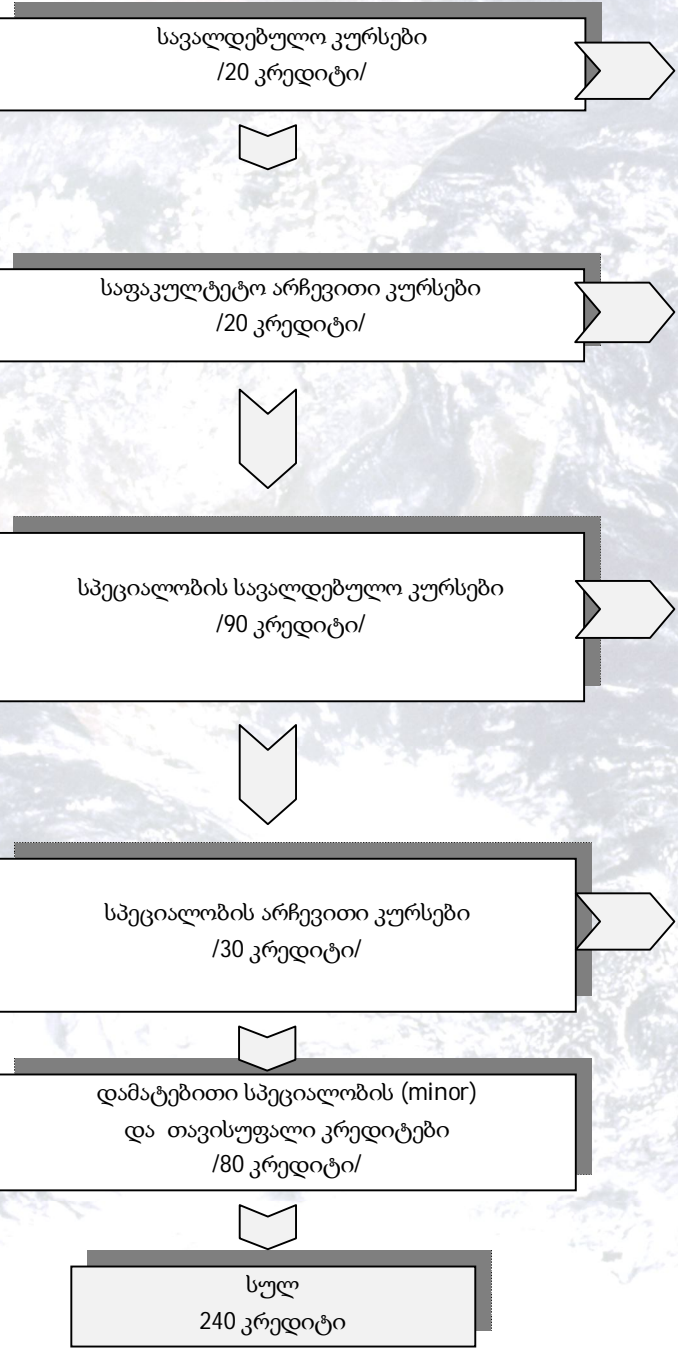 სავალდებულო კურსები
/20 კრედიტი/
საფაკულტეტო არჩევითი კურსები
/20 კრედიტი/
სპეციალობის სავალდებულო კურსები
/90 კრედიტი/
სპეციალობის არჩევითი კურსები
/30 კრედიტი/
დამატებითი სპეციალობის (minor)
და თავისუფალი კრედიტები
/80 კრედიტი/
სულ
240 კრედიტი